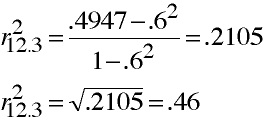 r²₁₂.₃ = (.4947 − .6²) / (1 − .6²) = .2105
r²₁₂.₃ = √.2105 = .46